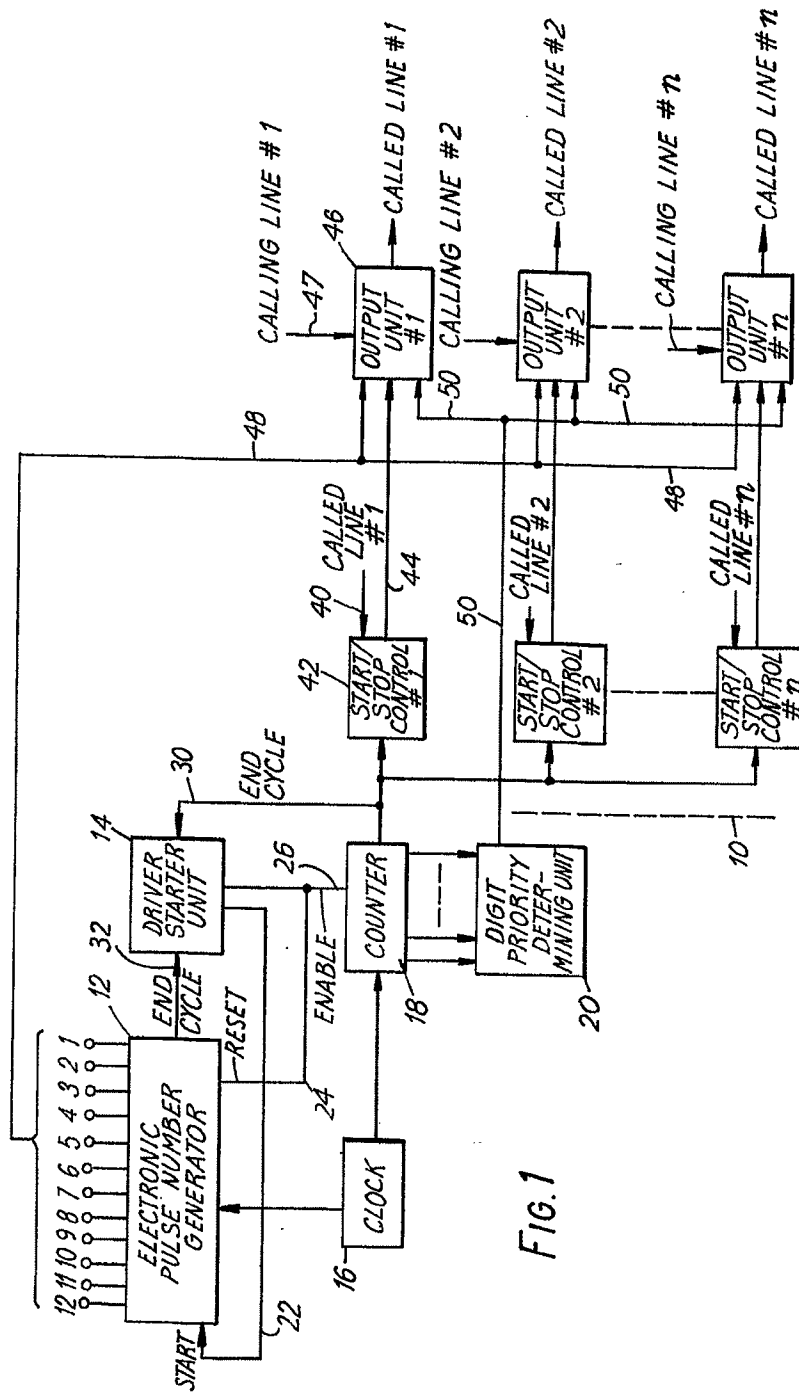 12 11 10 9 8 7 6 5 4 3 2 1
START
ELECTRONIC
PULSE NUMBER
GENERATOR
12
32
END
CYCLE
14
DRIVER
STARTER
UNIT
22
RESET
24
30
END
CYCLE
26
ENABLE
16
CLOCK
COUNTER
18
DIGIT
PRIORITY
DETER-
MINING UNIT
20
10
48
40
CALLED
LINE
#1
42
START/
STOP
CONTROL
#1
44
50
CALLED
LINE #2
START/
STOP
CONTROL
#2
CALLED
LINE #n
START/
STOP
CONTROL
#n
CALLING LINE #1
47
46
OUTPUT
UNIT
#1
CALLED LINE #1
50
CALLING LINE #2
OUTPUT
UNIT
#2
CALLED LINE #2
50
48
CALLING LINE #n
OUTPUT
UNIT
#n
CALLED LINE #n
FIG.1